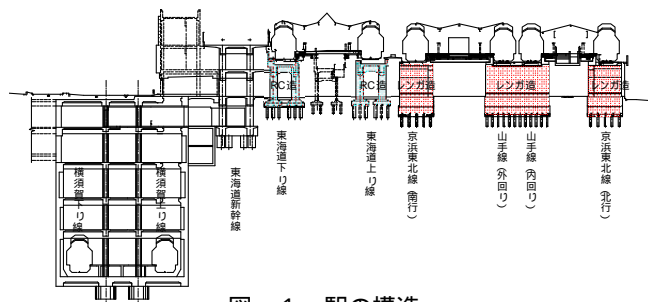 RC造
RC造
レンガ造
レンガ造
レンガ造
横須賀下り線
横須賀上り線
東海道新幹線
東海道下り線
東海道上り線
京浜東北線(南行)
山手線(外回り)
山手線(内回り)
京浜東北線(北行)
図-1 駅の構造